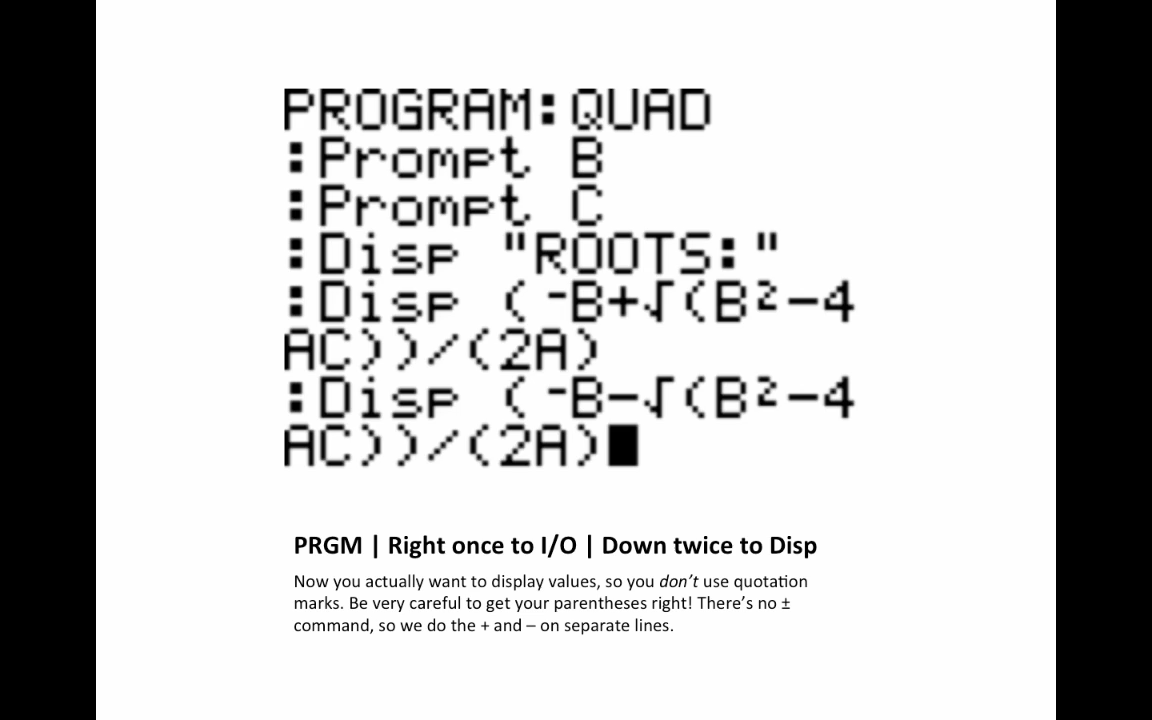 PROGRAM:QUAD
:Prompt B
:Prompt C
:Disp "ROOTS:"
:Disp (⁻B+√(B²−4
AC))/(2A)
:Disp (⁻B−√(B²−4
AC))/(2A)
PRGM | Right once to I/O | Down twice to Disp
Now you actually want to display values, so you don’t use quotation
marks. Be very careful to get your parentheses right! There’s no ±
command, so we do the + and – on separate lines.